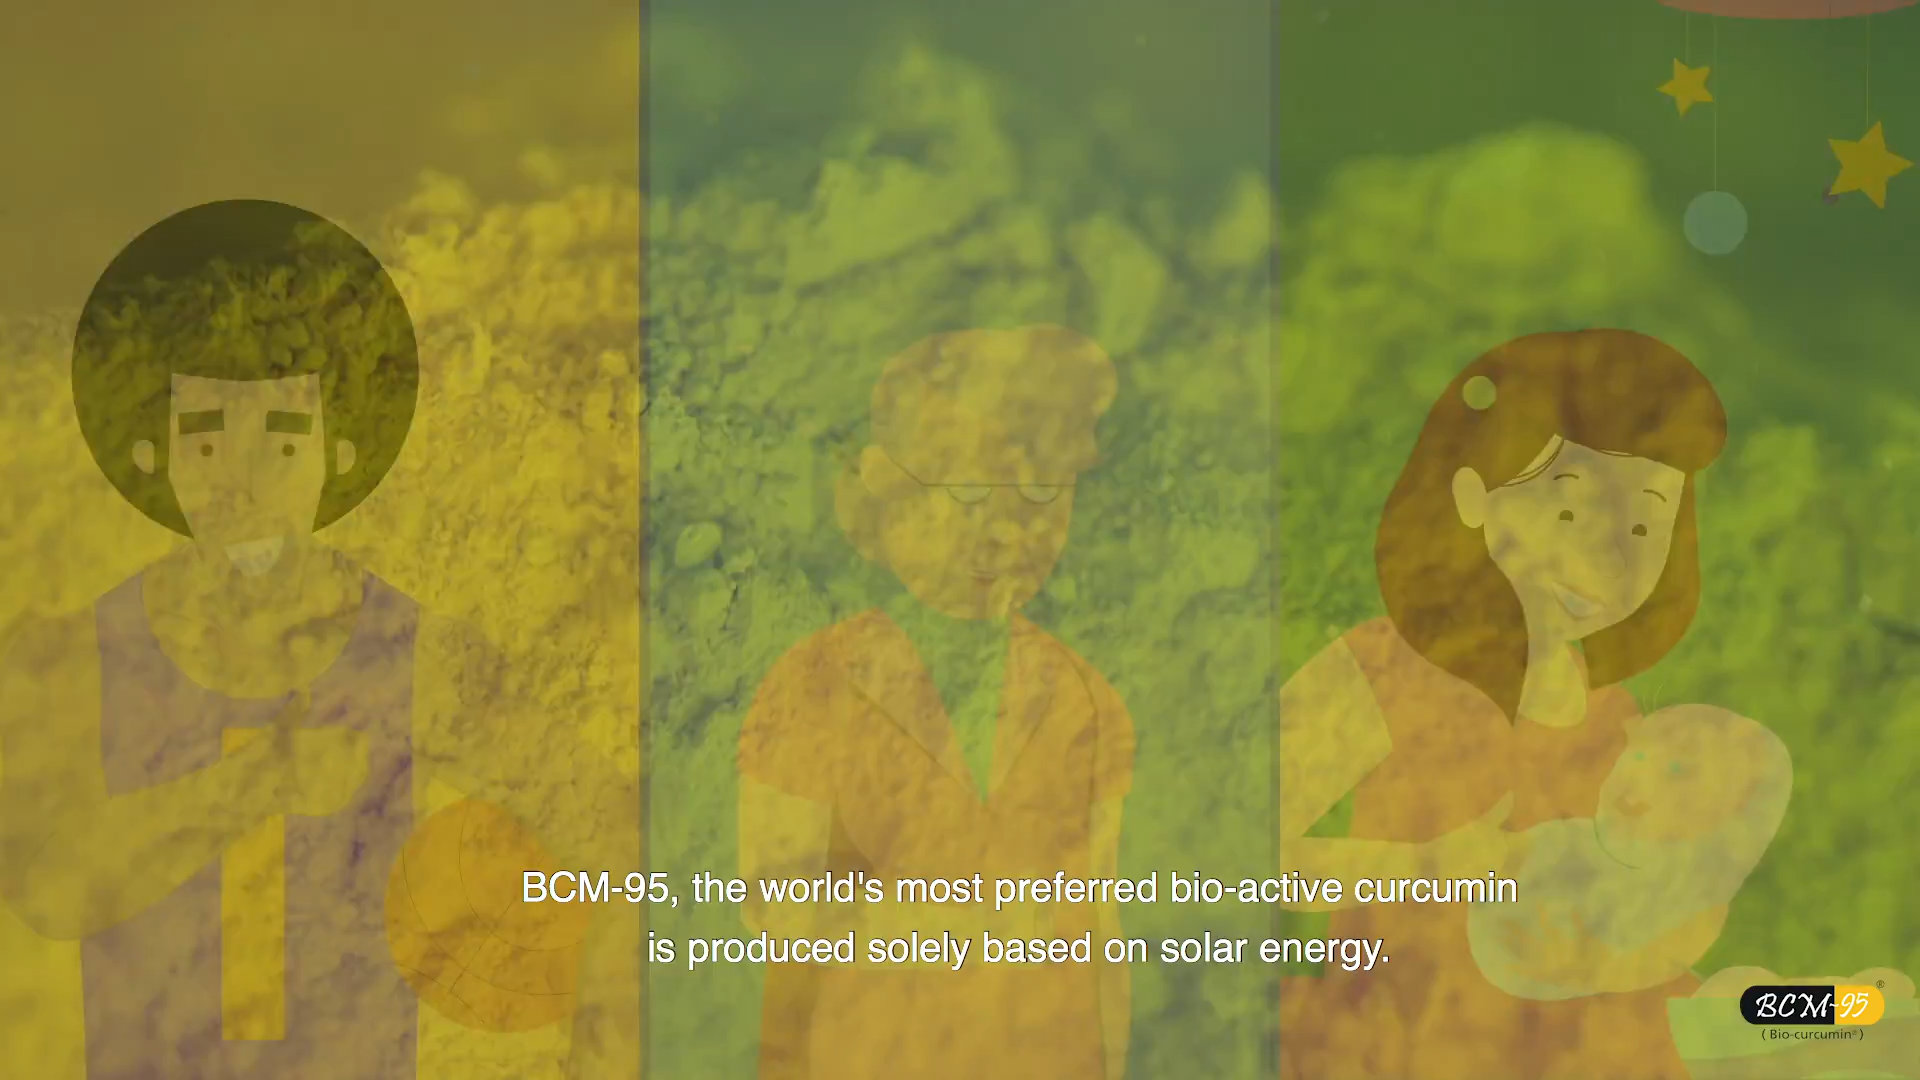 BCM-95, the world's most preferred bio-active curcumin
is produced solely based on solar energy.
BCM-95®
( Bio-curcumin® )